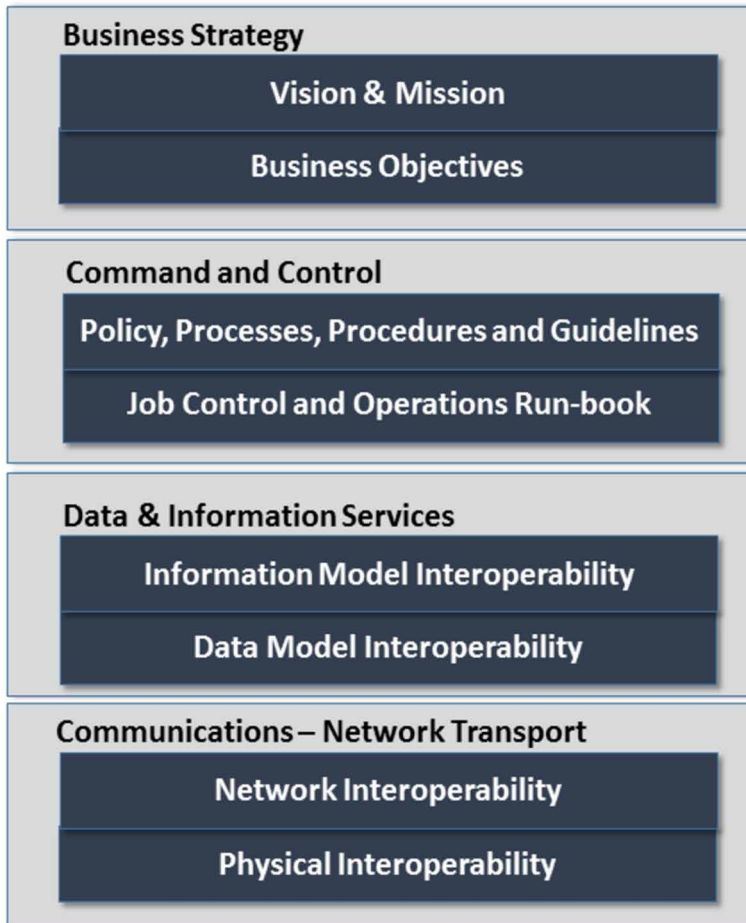 Business Strategy
Vision & Mission
Business Objectives
Command and Control
Policy, Processes, Procedures and Guidelines
Job Control and Operations Run-book
Data & Information Services
Information Model Interoperability
Data Model Interoperability
Communications – Network Transport
Network Interoperability
Physical Interoperability